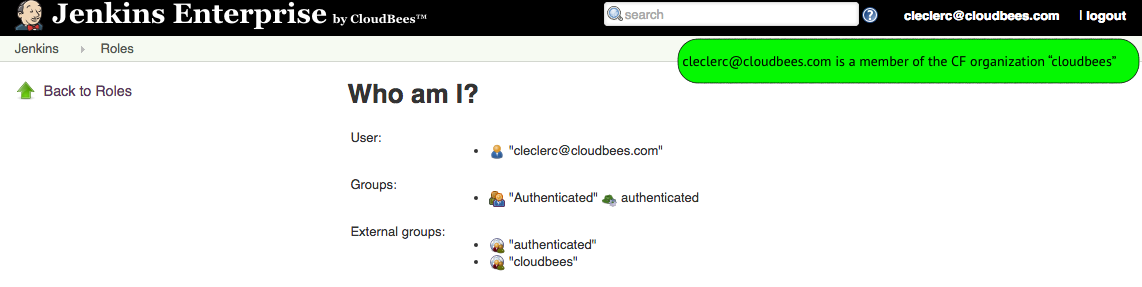 Jenkins Enterprise by CloudBees™
search
cleclerc@cloudbees.com | logout
Jenkins Roles
cleclerc@cloudbees.com is a member of the CF organization “cloudbees”
Back to Roles
Who am I?
User:
"cleclerc@cloudbees.com"
Groups:
"Authenticated" authenticated
External groups:
"authenticated"
"cloudbees"